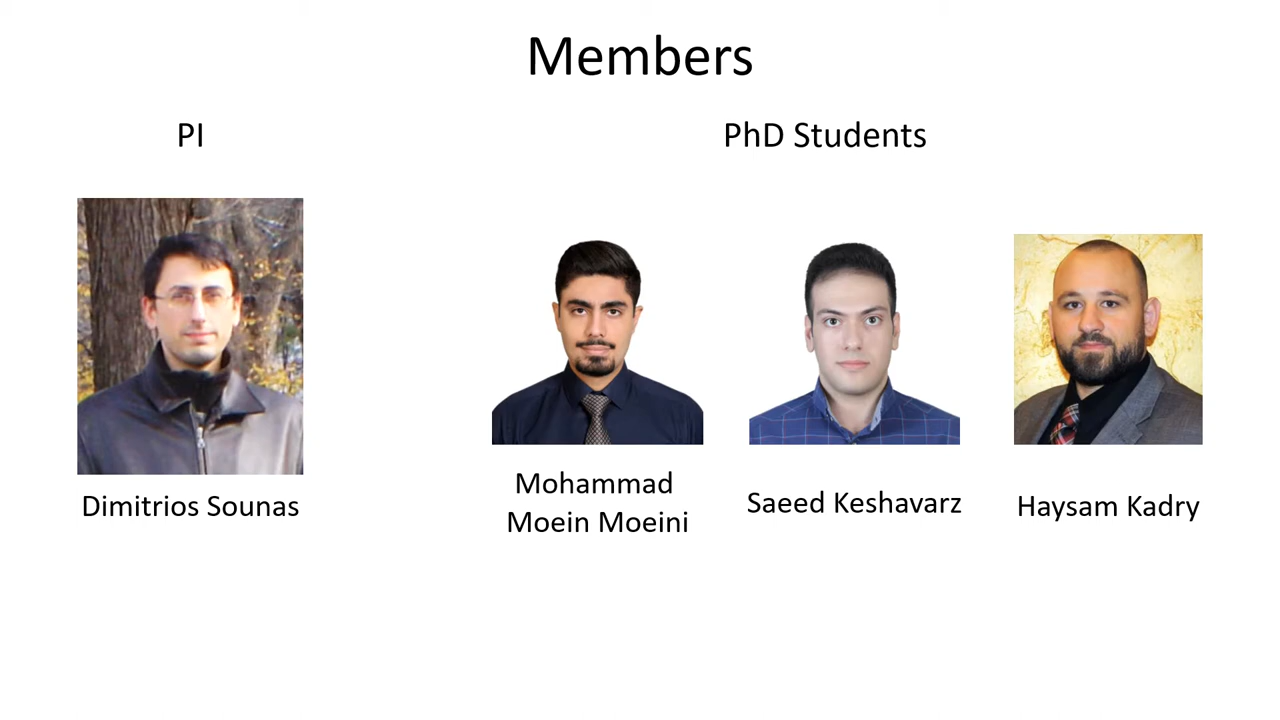 Members
PI
PhD Students
Dimitrios Sounas
Mohammad
Moein Moeini
Saeed Keshavarz
Haysam Kadry